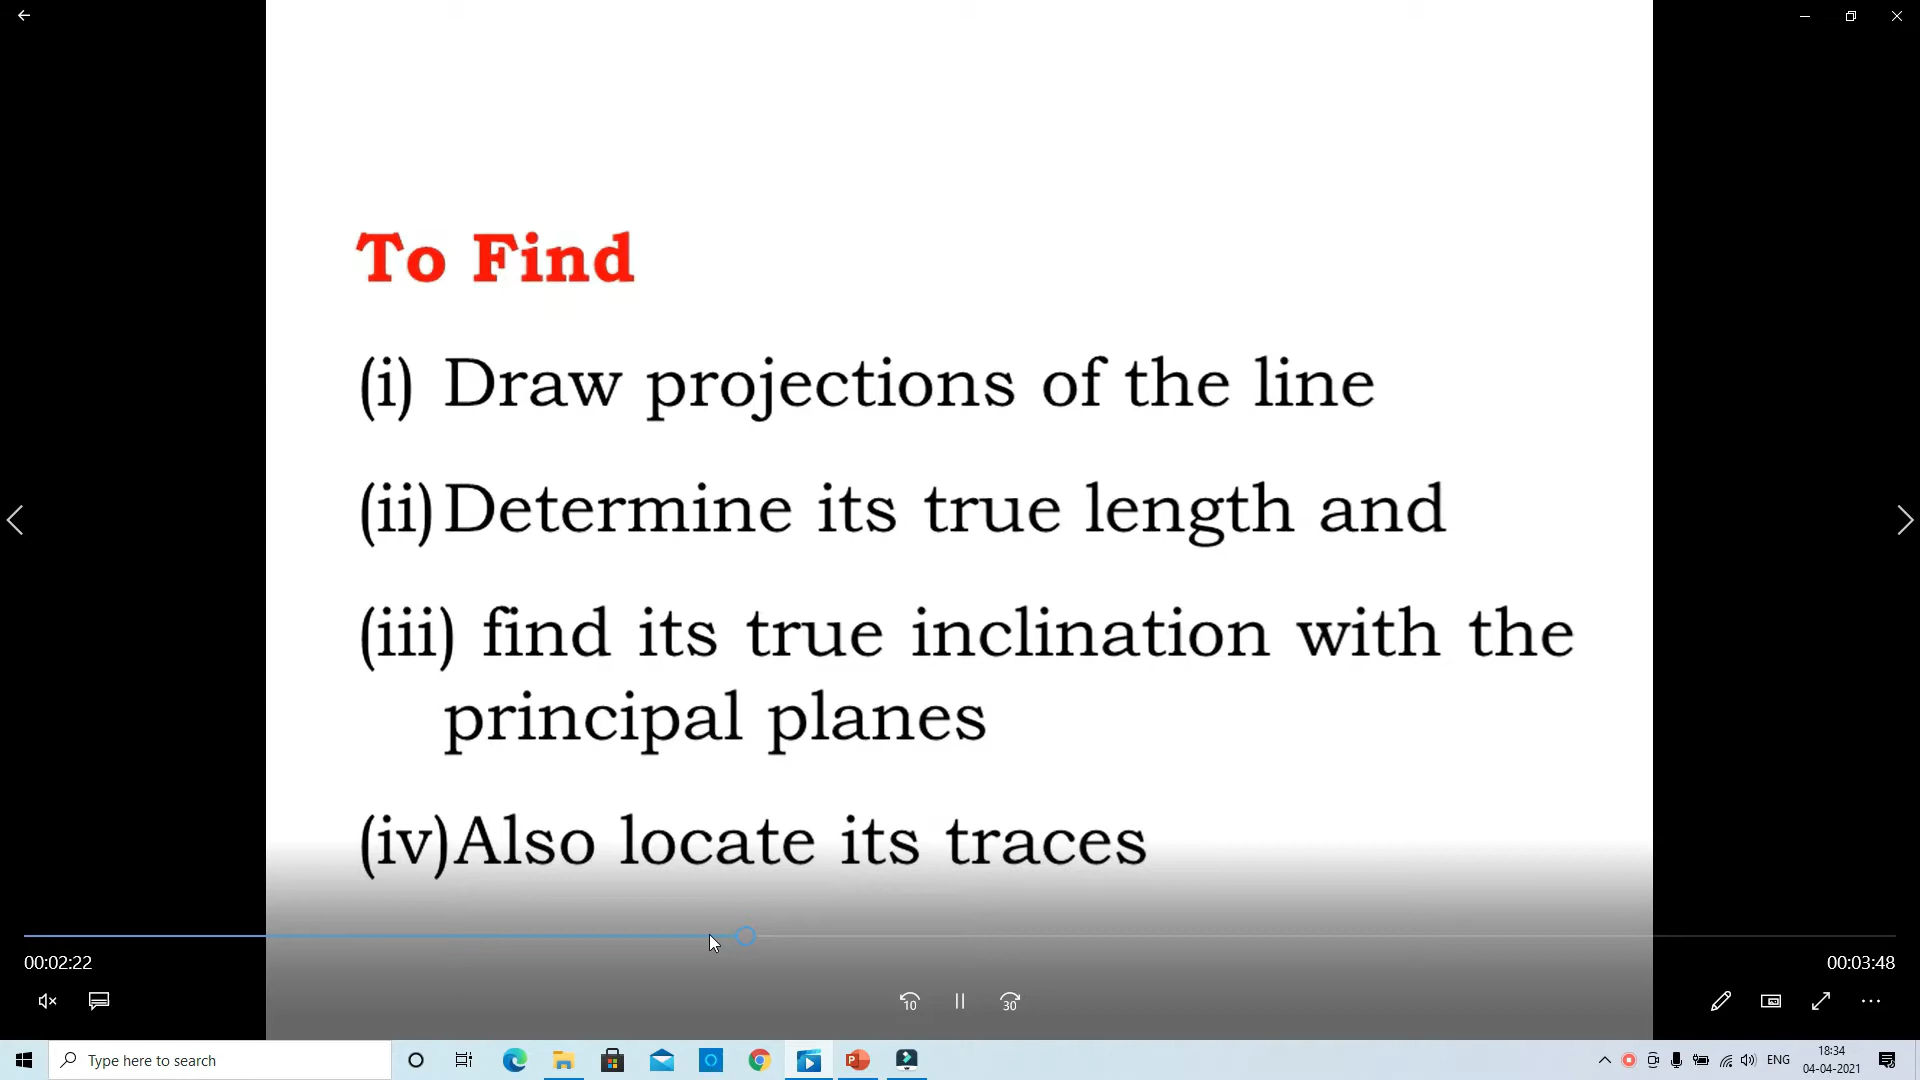 To Find
(i) Draw projections of the line
(ii) Determine its true length and
(iii) find its true inclination with the
principal planes
(iv) Also locate its traces
00:02:22
00:03:48
10
30
Type here to search
ENG
18:34
04-04-2021